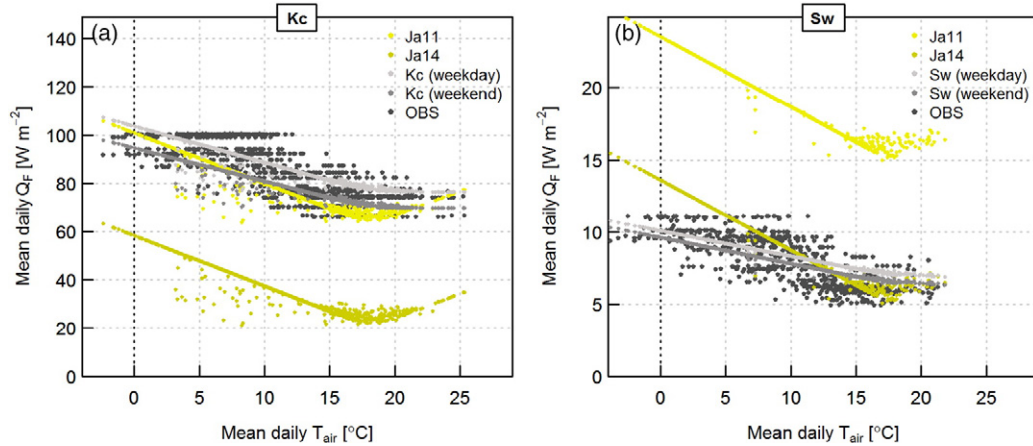 Kc
(a)
Ja11
Ja14
Kc (weekday)
Kc (weekend)
OBS
Mean daily Q_F [W m⁻²]
140
120
100
80
60
40
20
0
0 5 10 15 20 25
Mean daily T_air [°C]
Sw
(b)
Ja11
Ja14
Sw (weekday)
Sw (weekend)
OBS
Mean daily Q_F [W m⁻²]
20
15
10
5
0
0 5 10 15 20 25
Mean daily T_air [°C]